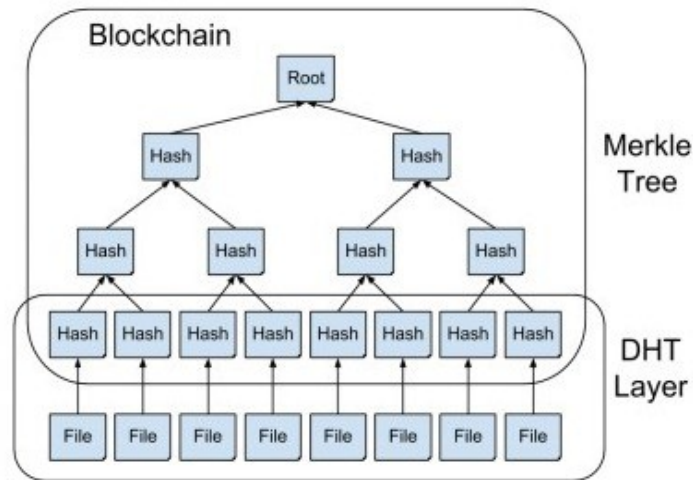 Blockchain
Root
Hash Hash
Merkle
Tree
Hash Hash Hash Hash
Hash Hash Hash Hash Hash Hash Hash Hash
DHT
Layer
File File File File File File File File